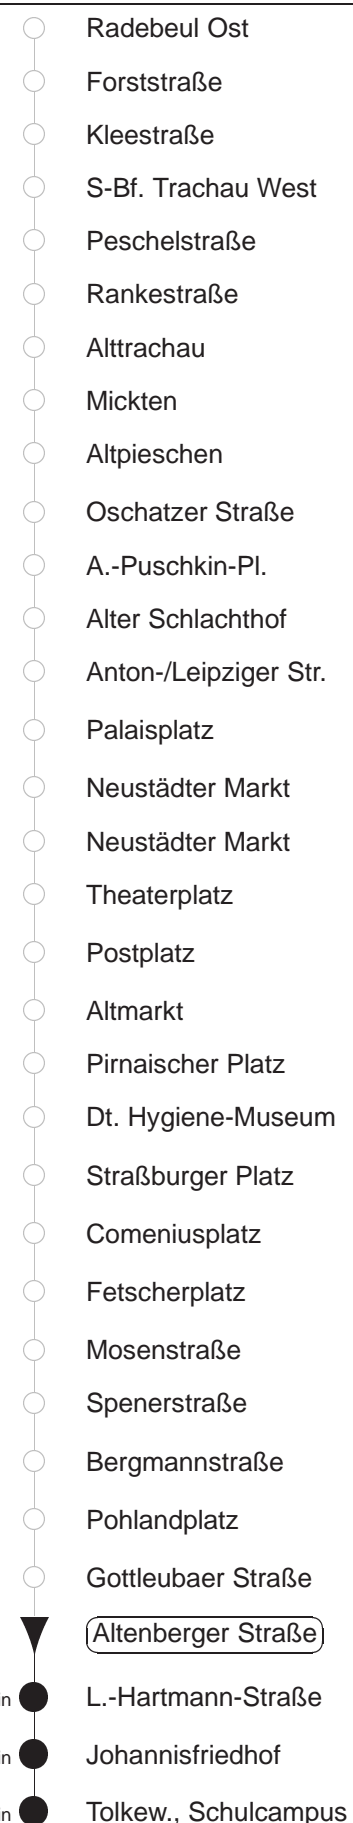 Radebeul Ost
Forststraße
Kleestraße
S-Bf. Trachau West
Peschelstraße
Rankestraße
Alttrachau
Mickten
Altpieschen
Oschatzer Straße
A.-Puschkin-Pl.
Alter Schlachthof
Anton-/Leipziger Str.
Palaisplatz
Neustädter Markt
Neustädter Markt
Theaterplatz
Postplatz
Altmarkt
Pirnaischer Platz
Dt. Hygiene-Museum
Straßburger Platz
Comeniusplatz
Fetscherplatz
Mosenstraße
Spenerstraße
Bergmannstraße
Pohlandplatz
Gottleubaer Straße
Altenberger Straße
L.-Hartmann-Straße
Johannisfriedhof
Tolkew., Schulcampus